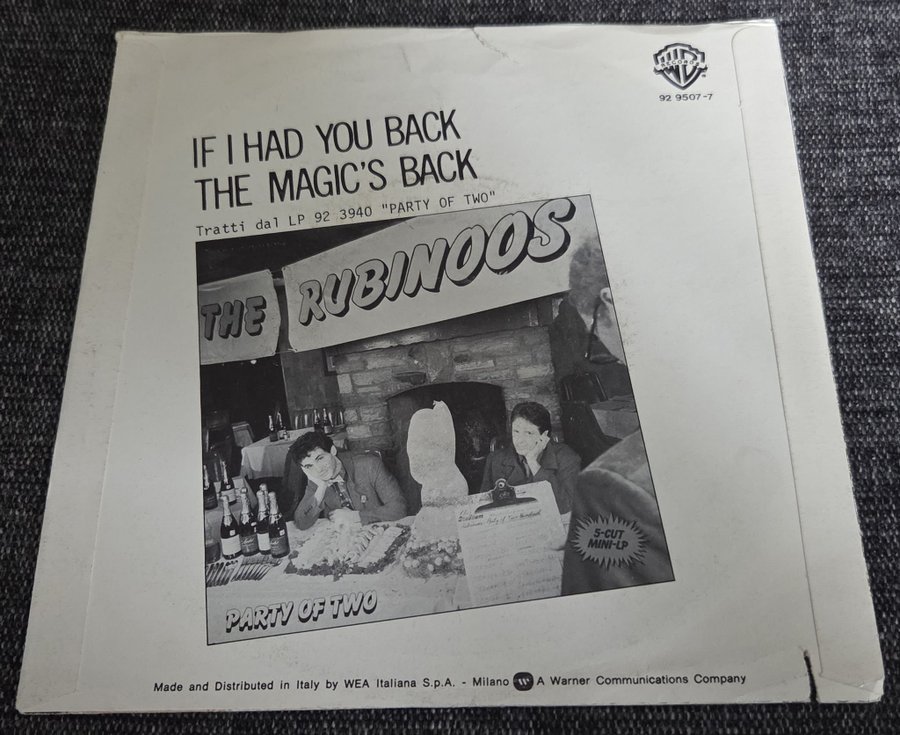 RECORDS
92 9507-7
IF I HAD YOU BACK
THE MAGIC'S BACK
Tratti dal LP 92 3940 "PARTY OF TWO"
THE RUBINOOS
5-CUT
MINI-LP
PARTY OF TWO
Made and Distributed in Italy by WEA Italiana S.p.A. - Milano A Warner Communications Company